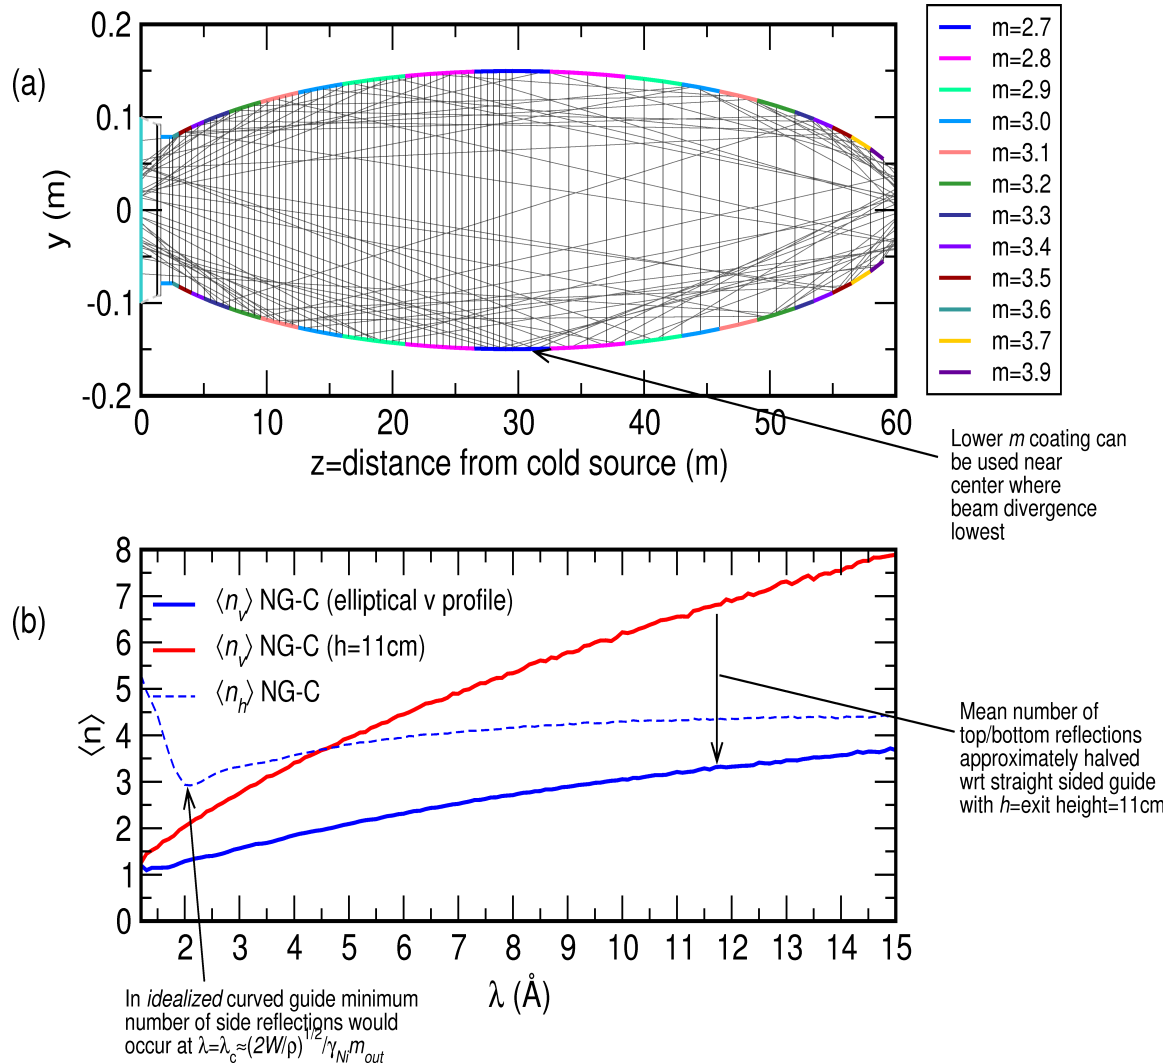 (a)
0.2
0.1
0
-0.1
-0.2
y (m)
0
10
20
30
40
50
60
z=distance from cold source (m)
m=2.7
m=2.8
m=2.9
m=3.0
m=3.1
m=3.2
m=3.3
m=3.4
m=3.5
m=3.6
m=3.7
m=3.9
Lower m coating can
be used near
center where
beam divergence
lowest
(b)
8
7
6
5
4
3
2
1
0
⟨n⟩
⟨nᵥ⟩ NG-C (elliptical v profile)
⟨nᵥ⟩ NG-C (h=11cm)
⟨nₕ⟩ NG-C
2
3
4
5
6
7
8
9
10
11
12
13
14
15
λ (Å)
Mean number of
top/bottom reflections
approximately halved
wrt straight sided guide
with h=exit height=11cm
In idealized curved guide minimum
number of side reflections would
occur at λ=λ_c≈(2W/ρ)^1/2/γ_Ni m_out